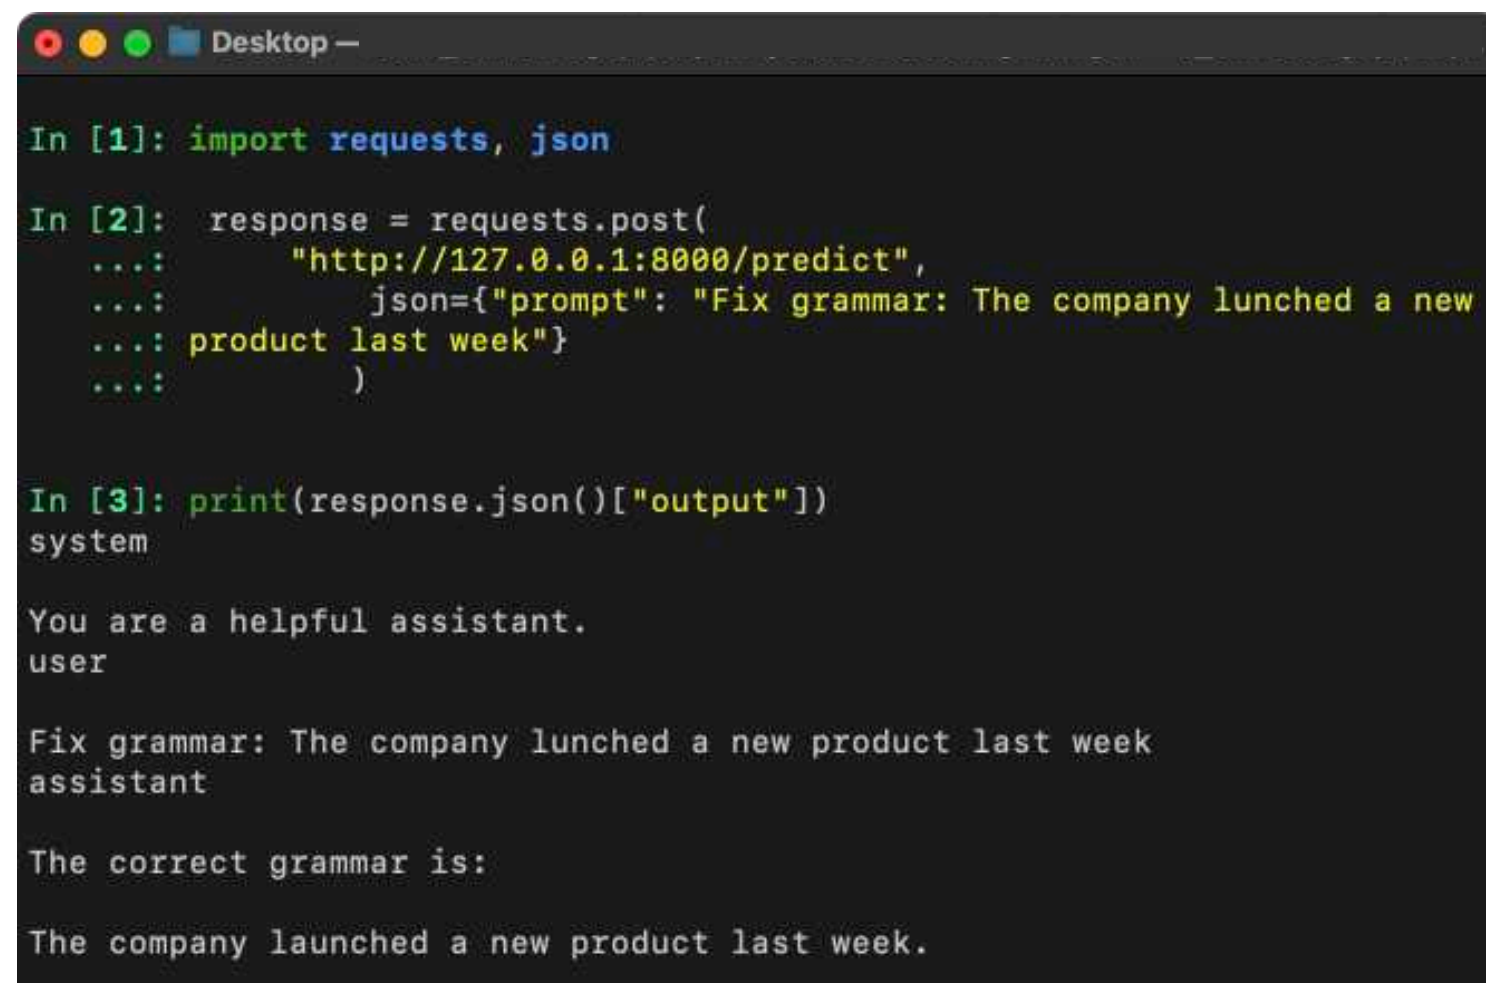 Desktop —
In [1]: import requests, json
In [2]:  response = requests.post(
   ...:      "http://127.0.0.1:8000/predict",
   ...:          json={"prompt": "Fix grammar: The company lunched a new
   ...: product last week"}
   ...:         )
In [3]: print(response.json()["output"])
system
You are a helpful assistant.
user
Fix grammar: The company lunched a new product last week
assistant
The correct grammar is:
The company launched a new product last week.